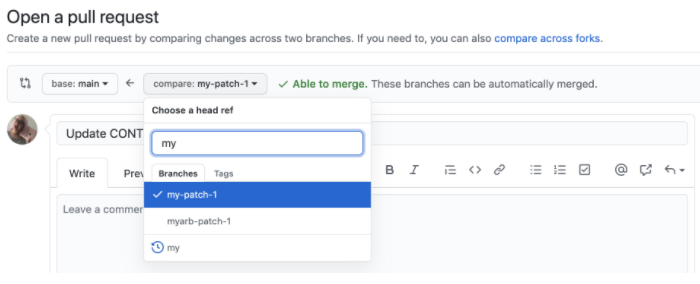 Open a pull request
Create a new pull request by comparing changes across two branches. If you need to, you can also compare across forks.
base: main
compare: my-patch-1
Able to merge. These branches can be automatically merged.
Choose a head ref
Update CONT
my
Write
Prev
Branches
Tags
my-patch-1
Leave a commen
myarb-patch-1
my